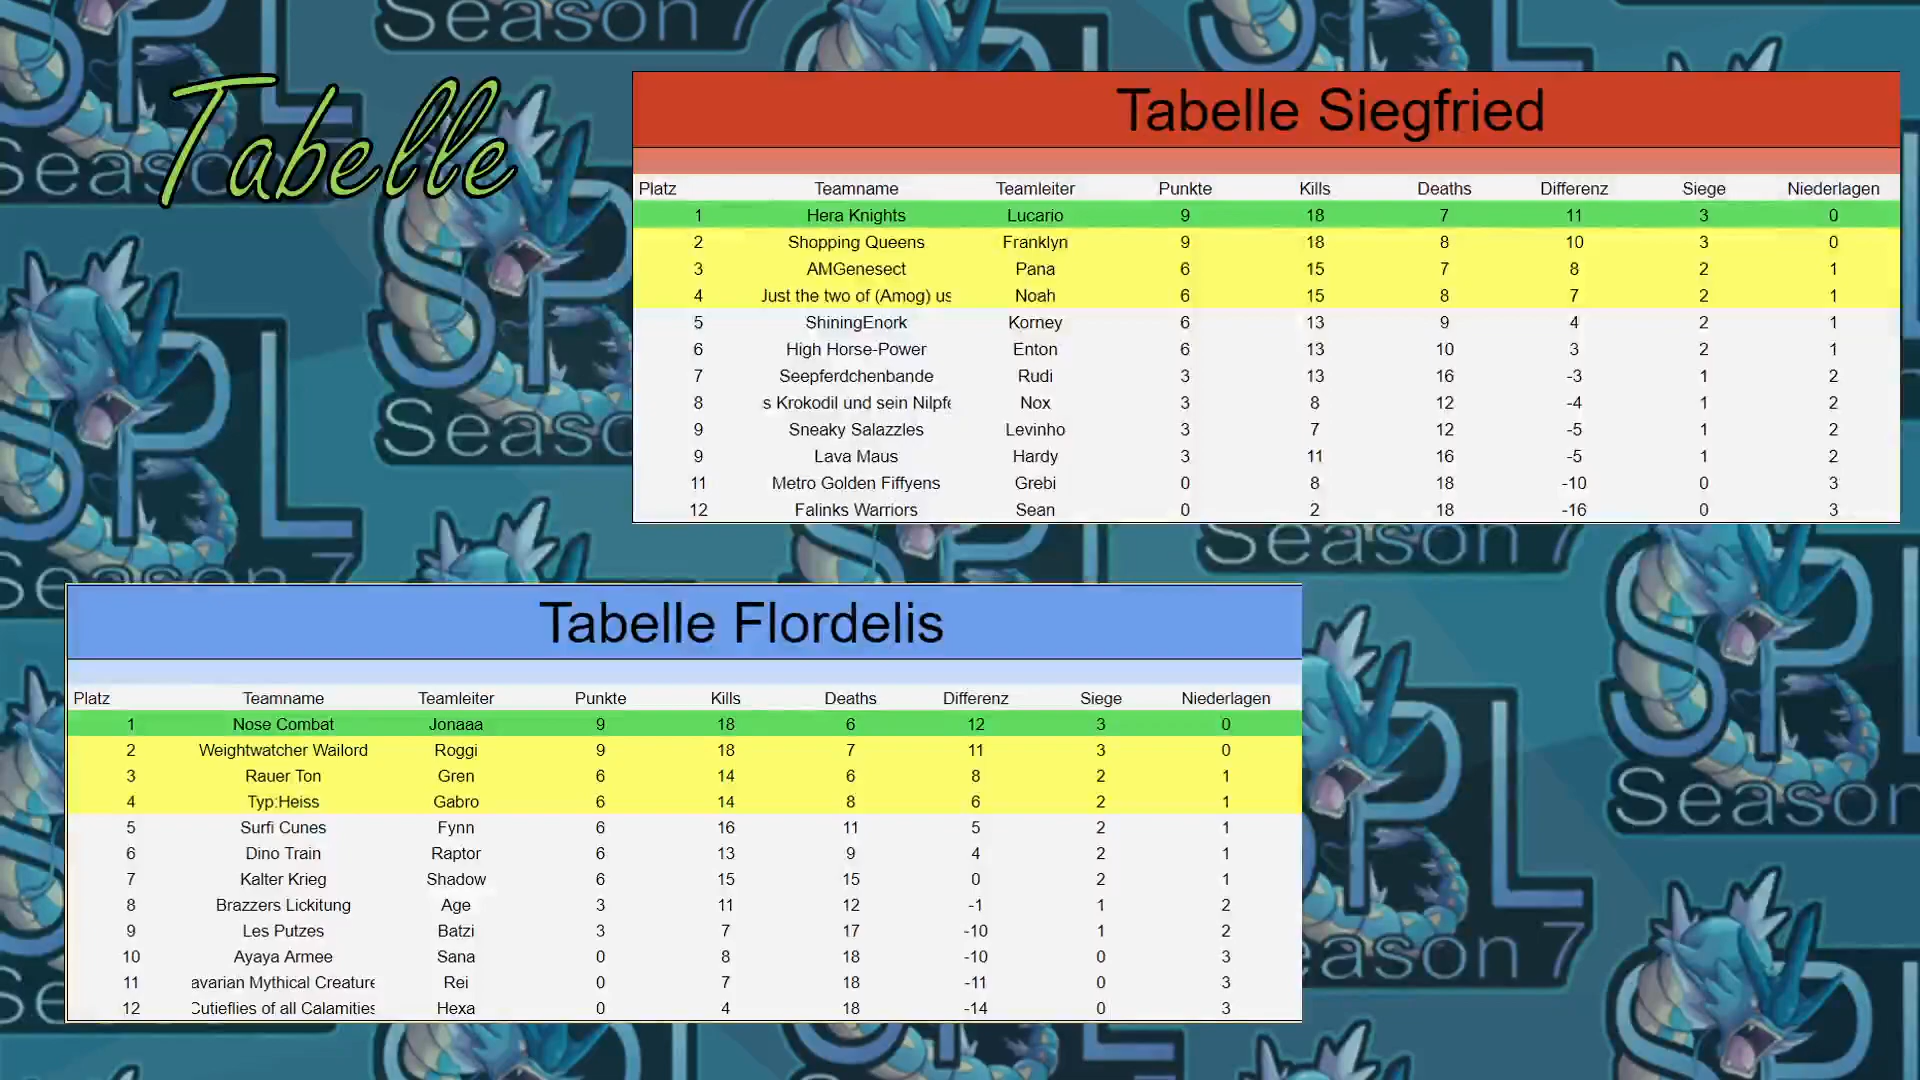 Tabelle
Tabelle Siegfried
Platz Teamname Teamleiter Punkte Kills Deaths Differenz Siege Niederlagen
1 Hera Knights Lucario 9 18 7 11 3 0
2 Shopping Queens Franklyn 9 18 8 10 3 0
3 AMGenesect Pana 6 15 7 8 2 1
4 Just the two of (Amog) us Noah 6 15 8 7 2 1
5 ShiningEnork Korney 6 13 9 4 2 1
6 High Horse-Power Enton 6 13 10 3 2 1
7 Seepferdchenbande Rudi 3 13 16 -3 1 2
8 s Krokodil und sein Nilpfe Nox 3 8 12 -4 1 2
9 Sneaky Salazzles Levinho 3 7 12 -5 1 2
9 Lava Maus Hardy 3 11 16 -5 1 2
11 Metro Golden Fiffyens Grebi 0 8 18 -10 0 3
12 Falinks Warriors Sean 0 2 18 -16 0 3
Tabelle Flordelis
Platz Teamname Teamleiter Punkte Kills Deaths Differenz Siege Niederlagen
1 Nose Combat Jonaaa 9 18 6 12 3 0
2 Weightwatcher Wailord Roggi 9 18 7 11 3 0
3 Rauer Ton Gren 6 14 6 8 2 1
4 Typ:Heiss Gabro 6 14 8 6 2 1
5 Surfi Cunes Fynn 6 16 11 5 2 1
6 Dino Train Raptor 6 13 9 4 2 1
7 Kalter Krieg Shadow 6 15 15 0 2 1
8 Brazzers Lickitung Age 3 11 12 -1 1 2
9 Les Putzes Batzi 3 7 17 -10 1 2
10 Ayaya Armee Sana 0 8 18 -10 0 3
11 avarian Mythical Creature Rei 0 7 18 -11 0 3
12 Cutieflies of all Calamities Hexa 0 4 18 -14 0 3
SPL
Season 7